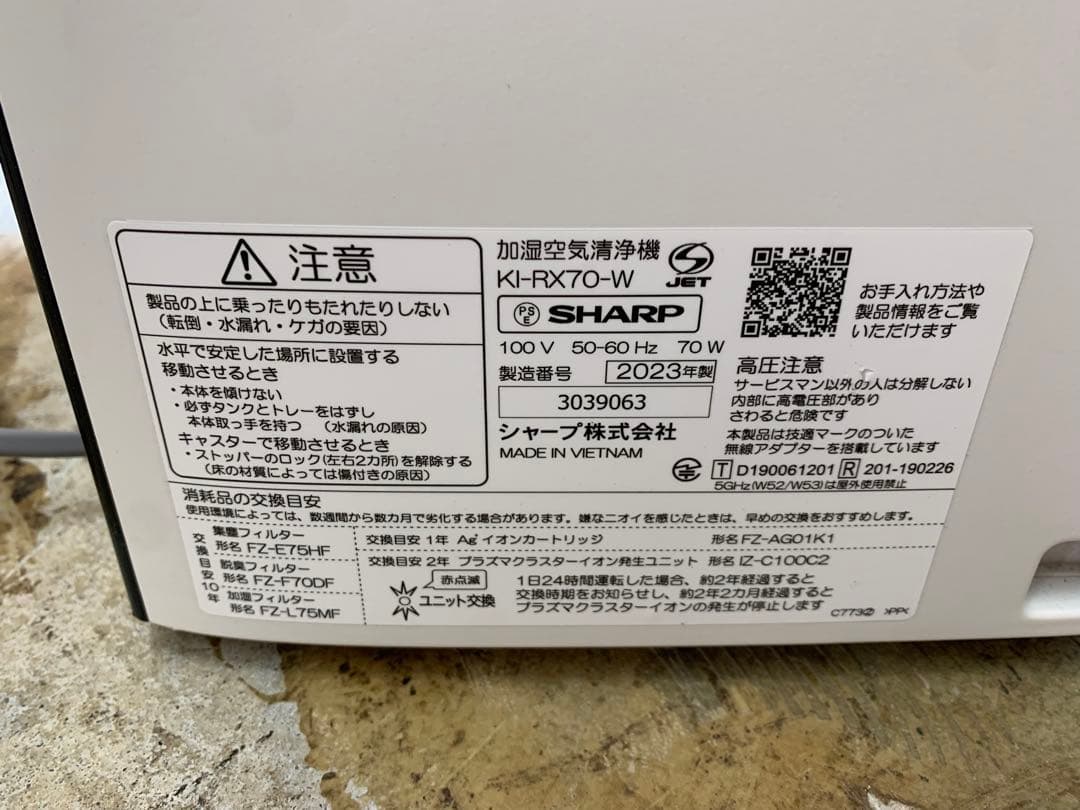 注意
製品の上に乗ったりもたれたりしない
（転倒・水漏れ・ケガの要因）
水平で安定した場所に設置する
移動させるとき
・本体を傾けない
・必ずタンクとトレーをはずし
本体取っ手を持つ （水漏れの原因）
キャスターで移動させるとき
・ストッパーのロック(左右2カ所)を解除する
（床の材質によっては傷付きの原因）
加湿空気清浄機
KI-RX70-W
JET
PS
E
SHARP
100 V 50-60 Hz 70 W
製造番号 2023年製
3039063
シャープ株式会社
MADE IN VIETNAM
お手入れ方法や
製品情報をご覧
いただけます
高圧注意
サービスマン以外の人は分解しない
内部に高電圧部があり
さわると危険です
本製品は技適マークのついた
無線アダプターを搭載しています
T D190061201 R 201-190226
5GHz(W52/W53)は屋外使用禁止
消耗品の交換目安
使用環境によっては、数週間から数カ月で劣化する場合があります。嫌なニオイを感じたときは、早めの交換をおすすめします。
交換目安10年
集塵フィルター
形名 FZ-E75HF
脱臭フィルター
形名 FZ-F70DF
加湿フィルター
形名 FZ-L75MF
交換目安 1年 Ag⁺イオンカートリッジ 形名 FZ-AG01K1
交換目安 2年 プラズマクラスターイオン発生ユニット 形名 IZ-C100C2
赤点滅
ユニット交換
1日24時間運転した場合、約2年経過すると
交換時期をお知らせし、約2年2カ月経過すると
プラズマクラスターイオンの発生が停止します
C773② >PP<